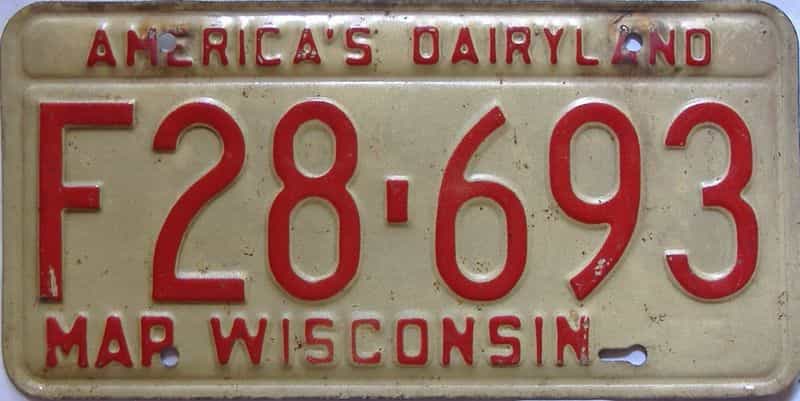 AMERICA'S DAIRYLAND
F28-693
MAR WISCONSIN